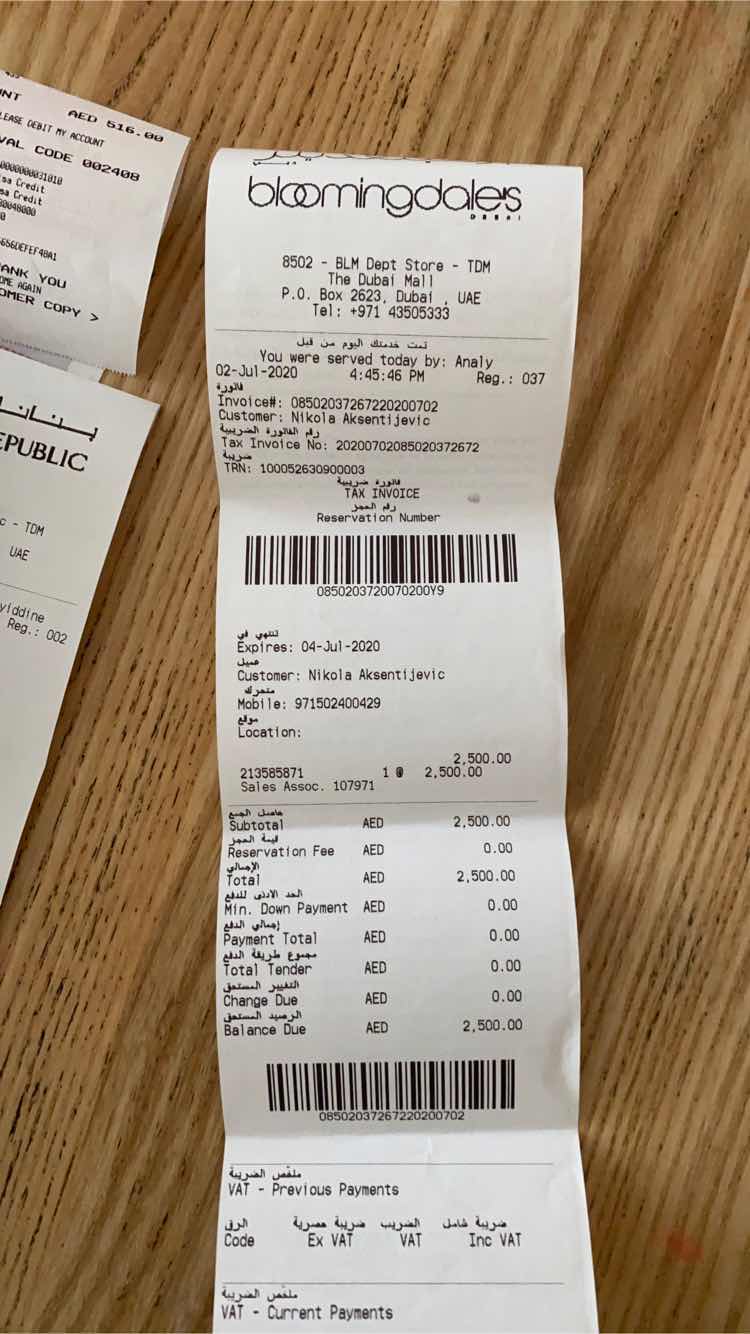 NT
AED 516.00
LEASE DEBIT MY ACCOUNT
VAL CODE 002408
0000000031010
sa Credit
sa Credit
80048000
0
656DEFEF48A1
ANK YOU
OME AGAIN
OMER COPY >
EPUBLIC
c - TDM
UAE
yiddine
Reg.: 002
bloomingdale's
DUBAI
8502 - BLM Dept Store - TDM
The Dubai Mall
P.O. Box 2623, Dubai , UAE
Tel: +971 43505333
تمت خدمتك اليوم من قبل
You were served today by: Analy
02-Jul-2020 4:45:46 PM Reg.: 037
فاتورة
Invoice#: 08502037267220200702
Customer: Nikola Aksentijevic
رقم الفاتورة الضريبية
Tax Invoice No: 20200702085020372672
ضريبة
TRN: 100052630900003
فاتورة ضريبية
TAX INVOICE
رقم الحجز
Reservation Number
0850203720070200Y9
تنتهي في
Expires: 04-Jul-2020
عميل
Customer: Nikola Aksentijevic
متحرك
Mobile: 971502400429
موقع
Location:
2,500.00
213585871 1 @ 2,500.00
Sales Assoc. 107971
حاصل الجمع
Subtotal AED 2,500.00
قيمة الحجز
Reservation Fee AED 0.00
الإجمالي
Total AED 2,500.00
الحد الادنى للدفع
Min. Down Payment AED 0.00
إجمالي الدفع
Payment Total AED 0.00
مجموع طريقة الدفع
Total Tender AED 0.00
التغيير المستحق
Change Due AED 0.00
الرصيد المستحق
Balance Due AED 2,500.00
08502037267220200702
ملخص الضريبة
VAT - Previous Payments
ضريبة شامل
Code Ex VAT VAT Inc VAT
ملخص الضريبة
VAT - Current Payments